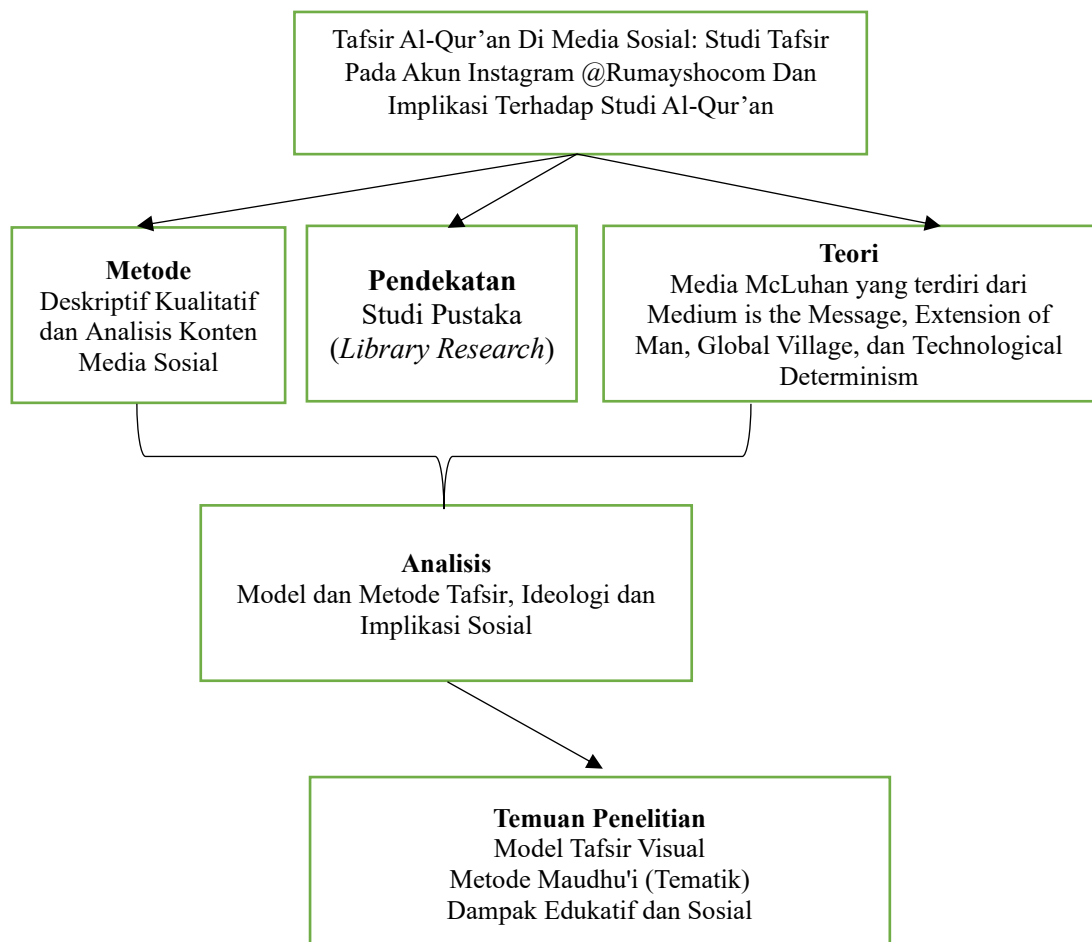 Tafsir Al-Qur’an Di Media Sosial: Studi Tafsir
Pada Akun Instagram @Rumayshocom Dan
Implikasi Terhadap Studi Al-Qur’an
Metode
Deskriptif Kualitatif
dan Analisis Konten
Media Sosial
Pendekatan
Studi Pustaka
(Library Research)
Teori
Media McLuhan yang terdiri dari
Medium is the Message, Extension of
Man, Global Village, dan Technological
Determinism
Analisis
Model dan Metode Tafsir, Ideologi dan
Implikasi Sosial
Temuan Penelitian
Model Tafsir Visual
Metode Maudhu'i (Tematik)
Dampak Edukatif dan Sosial